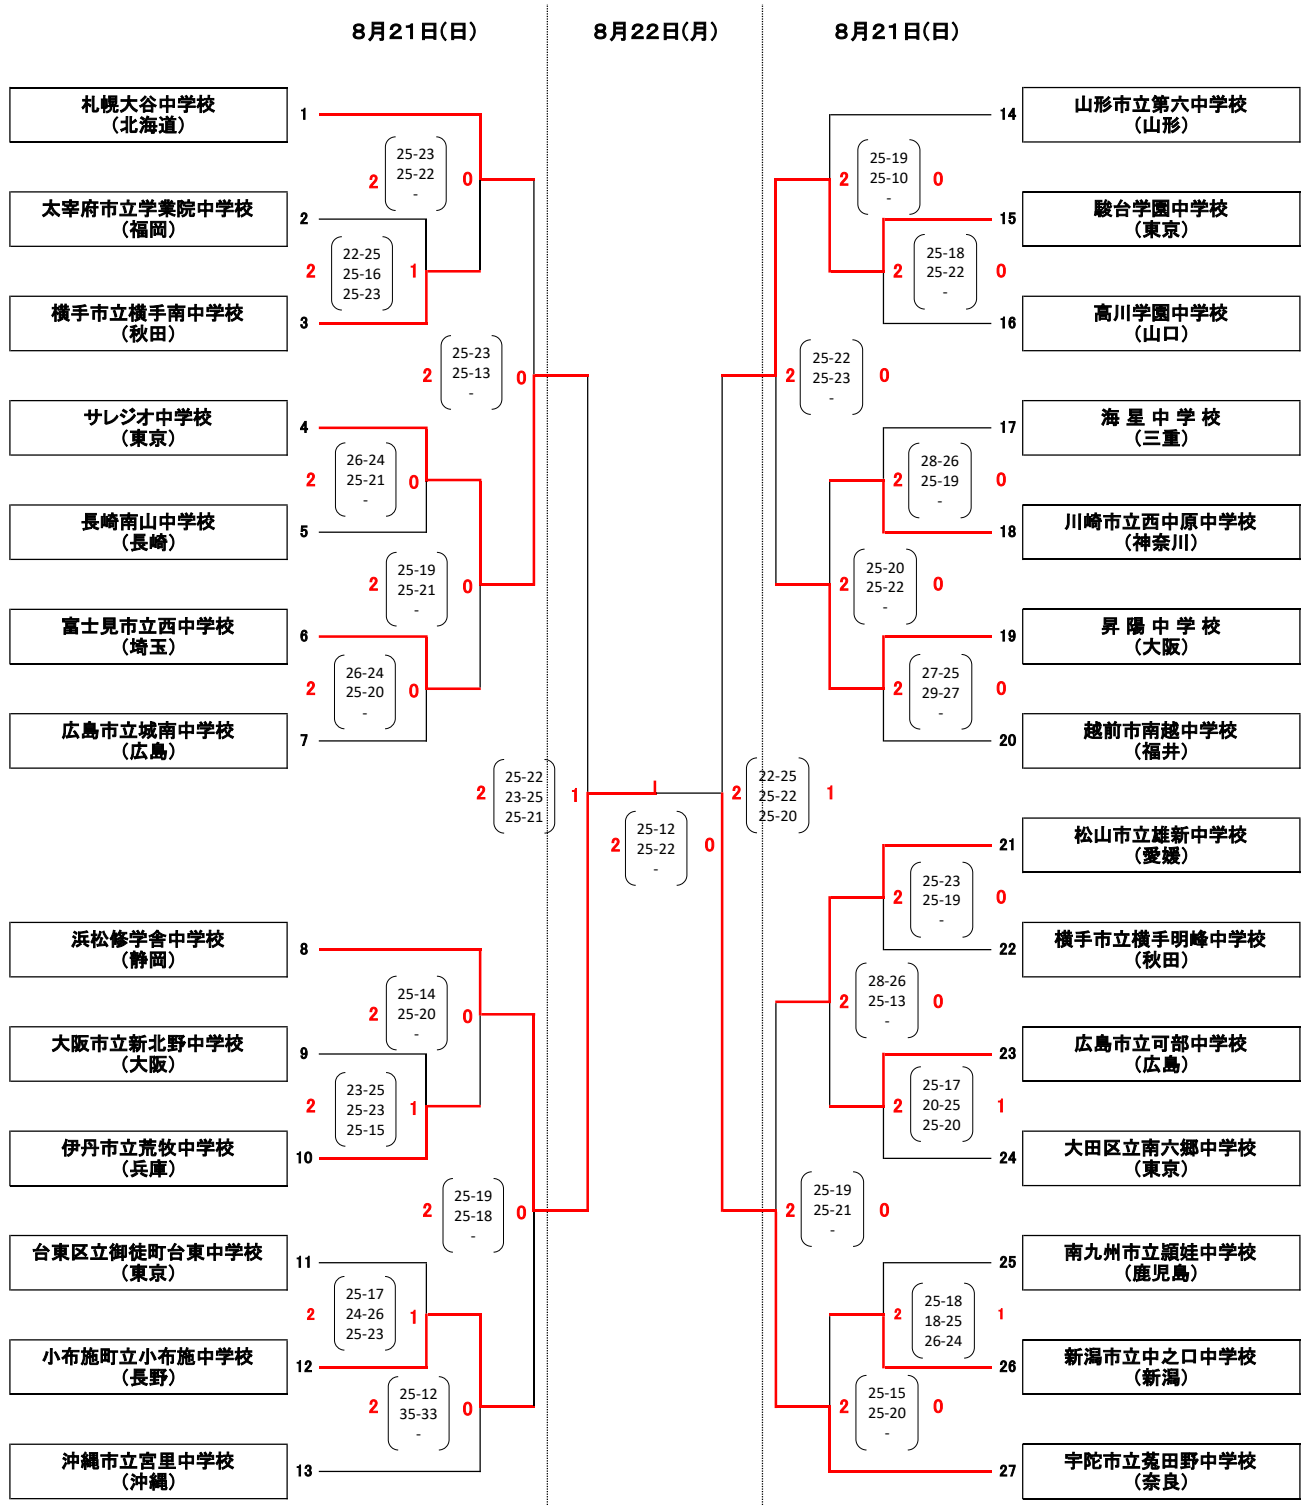 8月21日(日)
8月22日(月)
8月21日(日)
札幌大谷中学校
(北海道)
1
2
25-23
25-22
-
0
太宰府市立学業院中学校
(福岡)
2
2
22-25
25-16
25-23
1
横手市立横手南中学校
(秋田)
3
2
25-23
25-13
-
0
サレジオ中学校
(東京)
4
2
26-24
25-21
-
0
長崎南山中学校
(長崎)
5
2
25-19
25-21
-
0
富士見市立西中学校
(埼玉)
6
2
26-24
25-20
-
0
広島市立城南中学校
(広島)
7
2
25-22
23-25
25-21
1
2
25-12
25-22
-
0
浜松修学舎中学校
(静岡)
8
2
25-14
25-20
-
0
大阪市立新北野中学校
(大阪)
9
2
23-25
25-23
25-15
1
伊丹市立荒牧中学校
(兵庫)
10
2
25-19
25-18
-
0
台東区立御徒町台東中学校
(東京)
11
2
25-17
24-26
25-23
1
小布施町立小布施中学校
(長野)
12
2
25-12
35-33
-
0
沖縄市立宮里中学校
(沖縄)
13
14
山形市立第六中学校
(山形)
2
25-19
25-10
-
0
15
駿台学園中学校
(東京)
2
25-18
25-22
-
0
16
高川学園中学校
(山口)
2
25-22
25-23
-
0
17
海 星 中 学 校
(三重)
2
28-26
25-19
-
0
18
川崎市立西中原中学校
(神奈川)
2
25-20
25-22
-
0
19
昇 陽 中 学 校
(大阪)
2
27-25
29-27
-
0
20
越前市南越中学校
(福井)
2
22-25
25-22
25-20
1
21
松山市立雄新中学校
(愛媛)
2
25-23
25-19
-
0
22
横手市立横手明峰中学校
(秋田)
2
28-26
25-13
-
0
23
広島市立可部中学校
(広島)
2
25-17
20-25
25-20
1
24
大田区立南六郷中学校
(東京)
2
25-19
25-21
-
0
25
南九州市立頴娃中学校
(鹿児島)
2
25-18
18-25
26-24
1
26
新潟市立中之口中学校
(新潟)
2
25-15
25-20
-
0
27
宇陀市立菟田野中学校
(奈良)